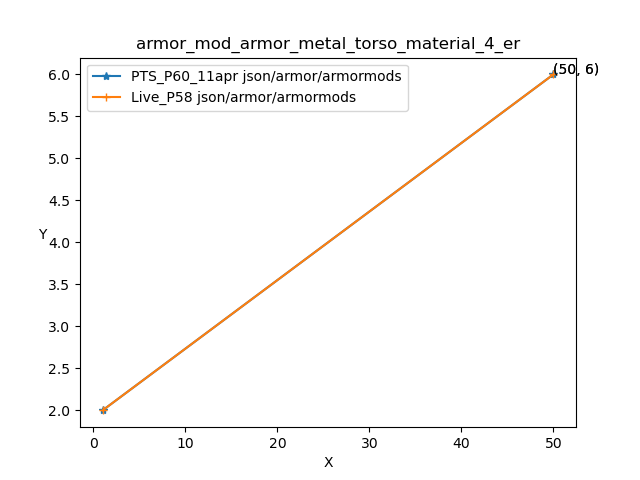 armor_mod_armor_metal_torso_material_4_er
PTS_P60_11apr json/armor/armormods
Live_P58 json/armor/armormods
(50, 6)
6.0
5.5
5.0
4.5
Y
4.0
3.5
3.0
2.5
2.0
0 10 20 30 40 50
X